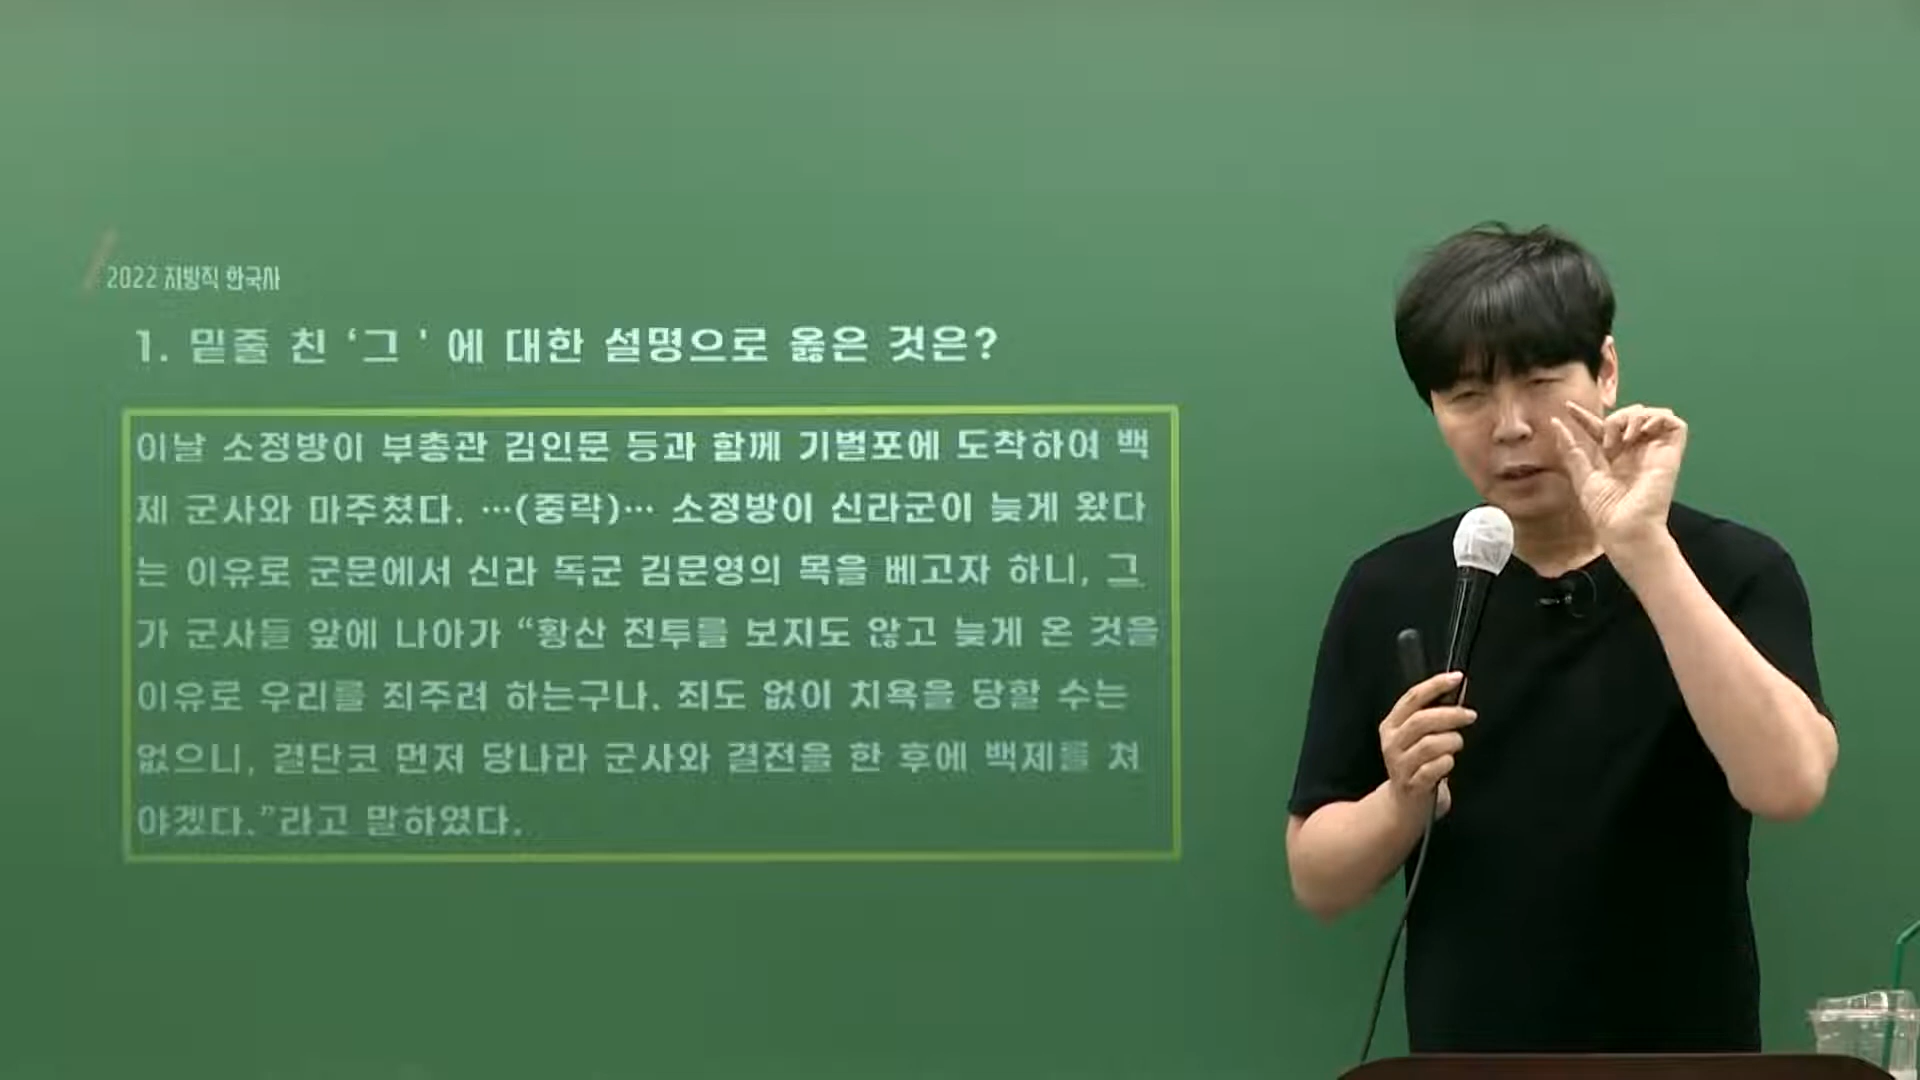 2022 지방직 한국사
1. 밑줄 친 ‘그 ' 에 대한 설명으로 옳은 것은?
이날 소정방이 부총관 김인문 등과 함께 기벌포에 도착하여 백
제 군사와 마주쳤다. …(중략)… 소정방이 신라군이 늦게 왔다
는 이유로 군문에서 신라 독군 김문영의 목을 베고자 하니, 그
가 군사들 앞에 나아가 “황산 전투를 보지도 않고 늦게 온 것을
이유로 우리를 죄주려 하는구나. 죄도 없이 치욕을 당할 수는
없으니, 결단코 먼저 당나라 군사와 결전을 한 후에 백제를 쳐
야겠다.”라고 말하였다.